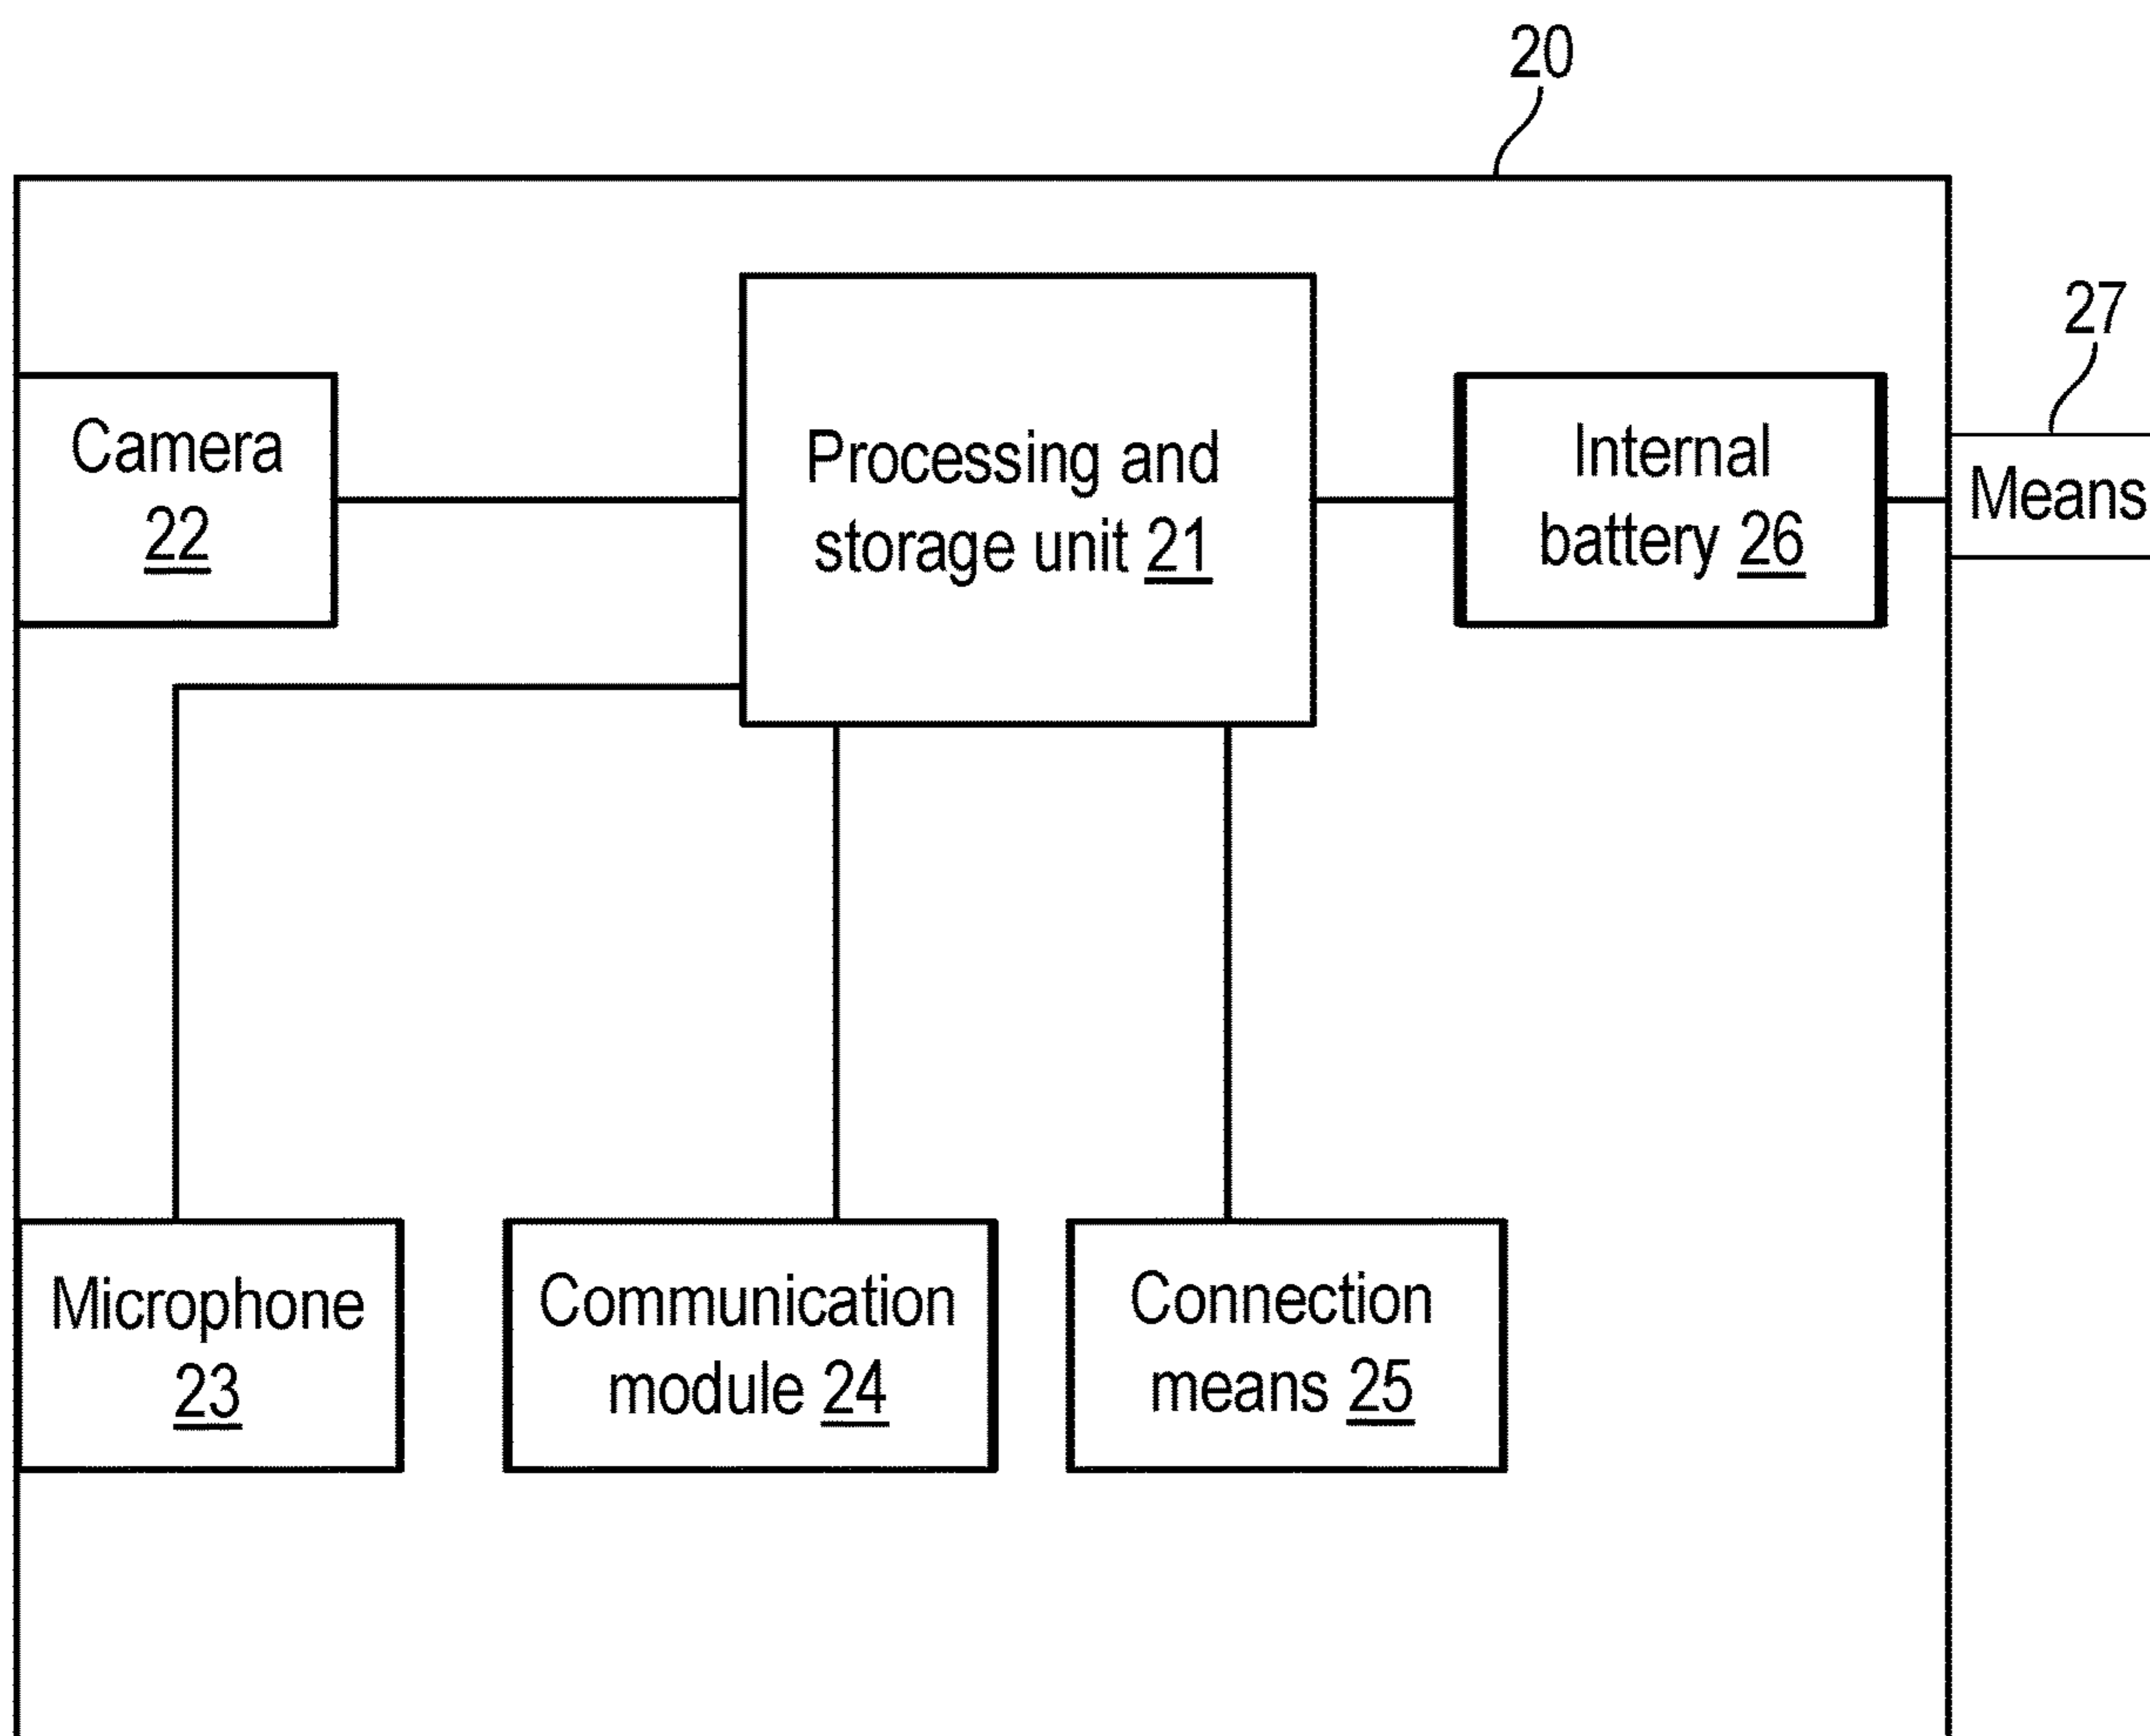 20
27
Camera
22
Processing and
storage unit 21
Internal
battery 26
Means
Microphone
23
Communication
module 24
Connection
means 25